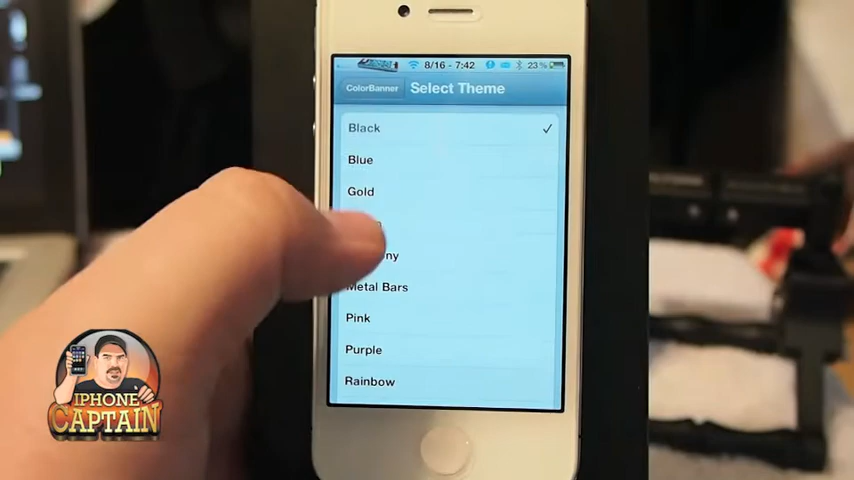 8/16 - 7:42
23%
ColorBanner
Select Theme
Black
Blue
Gold
Metal Bars
Pink
Purple
Rainbow
IPHONE
CAPTAIN